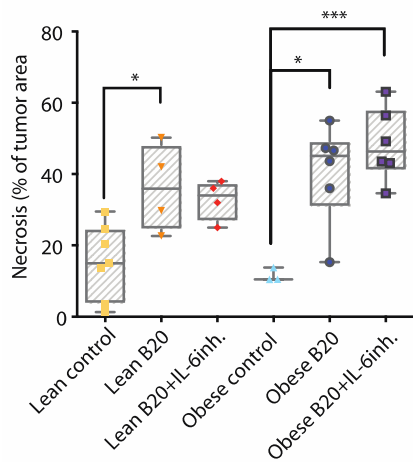 ***
*
*
Necrosis (% of tumor area
80
60
40
20
0
Lean control
Lean B20
Lean B20+IL-6inh.
Obese control
Obese B20
Obese B20+IL-6inh.